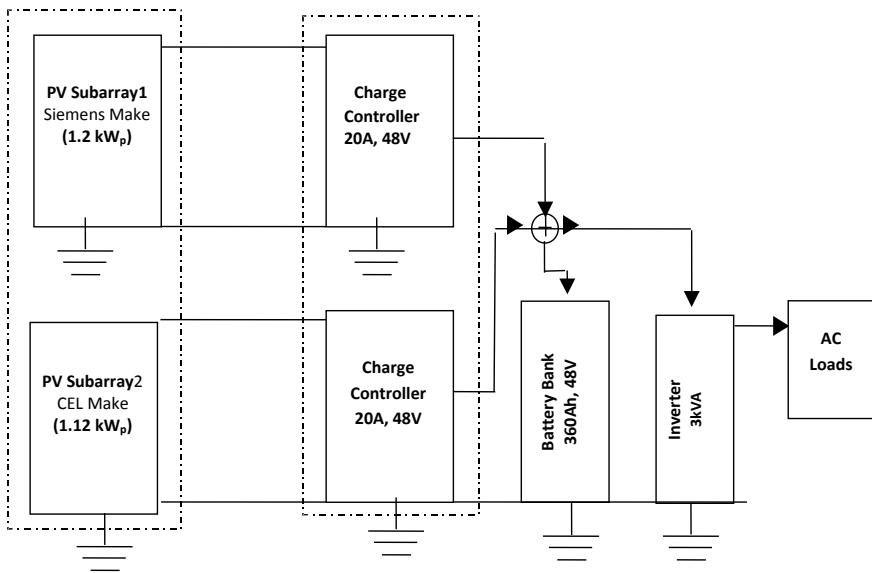 PV Subarray1
Siemens Make
(1.2 kWₚ)
Charge
Controller
20A, 48V
+
PV Subarray2
CEL Make
(1.12 kWₚ)
Charge
Controller
20A, 48V
Battery Bank
360Ah, 48V
Inverter
3kVA
AC
Loads